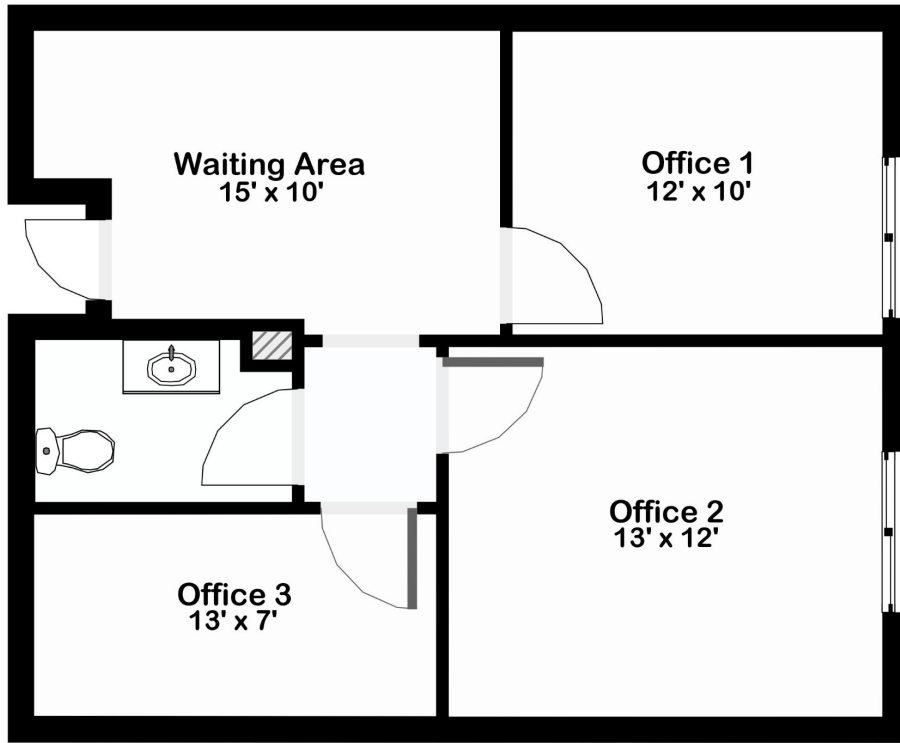 Waiting Area
15' x 10'
Office 1
12' x 10'
Office 2
13' x 12'
Office 3
13' x 7'